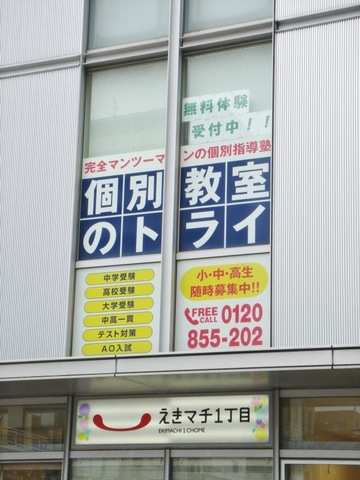 無料体験
受付中!!
完全マンツーマンの個別指導塾
個別教室
のトライ
中学受験
高校受験
大学受験
中高一貫
テスト対策
AO入試
小・中・高生
随時募集中!!
FREE CALL 0120
855-202
えきマチ1丁目
EKIMACHI 1 CHOME